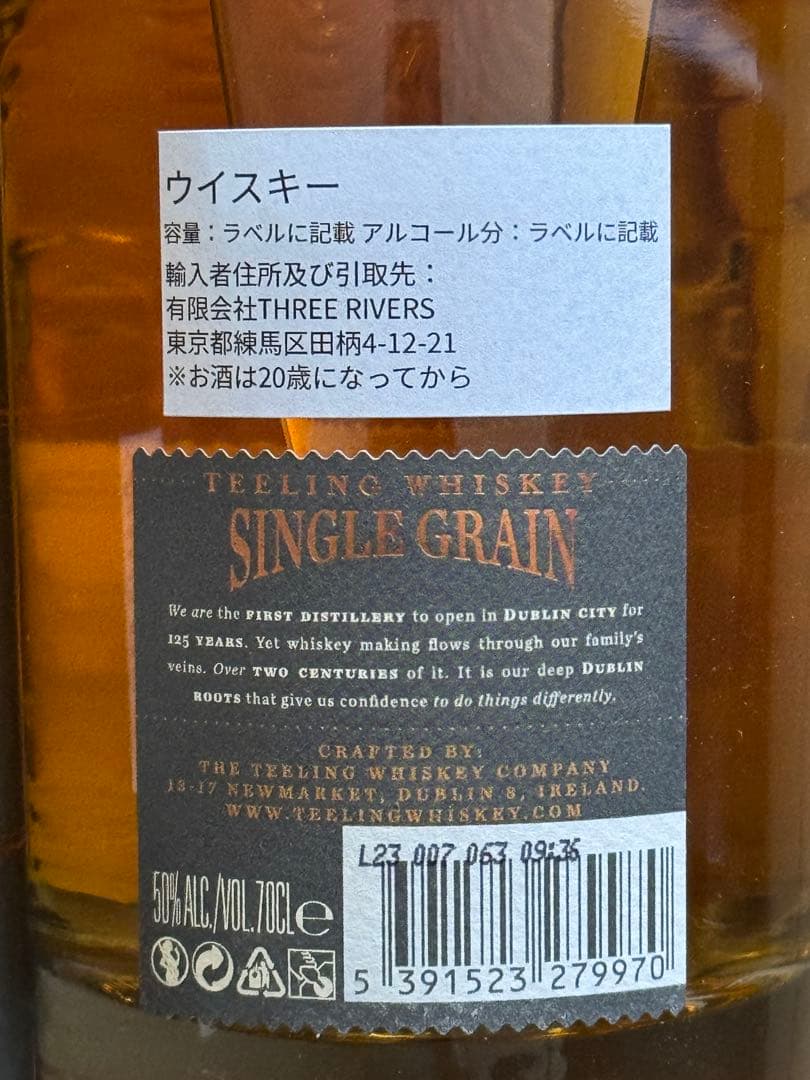 ウイスキー
容量：ラベルに記載 アルコール分：ラベルに記載
輸入者住所及び引取先：
有限会社THREE RIVERS
東京都練馬区田柄4-12-21
※お酒は20歳になってから
TEELING WHISKEY
SINGLE GRAIN
We are the FIRST DISTILLERY to open in DUBLIN CITY for
125 YEARS. Yet whiskey making flows through our family's
veins. Over TWO CENTURIES of it. It is our deep DUBLIN
ROOTS that give us confidence to do things differently.
CRAFTED BY:
THE TEELING WHISKEY COMPANY
13-17 NEWMARKET, DUBLIN 8, IRELAND.
WWW.TEELINGWHISKEY.COM
L23 007 063 09:36
50% ALC./VOL. 70CL e
5 391523 279970